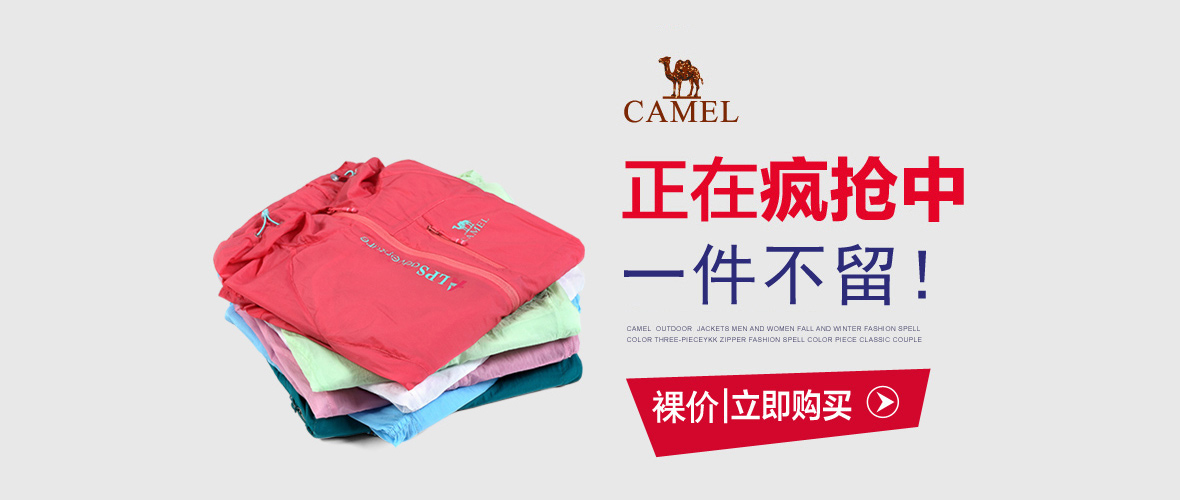 CAMEL
正在疯抢中
一件不留！
CAMEL OUTDOOR JACKETS MEN AND WOMEN FALL AND WINTER FASHION SPELL
COLOR THREE-PIECEYKK ZIPPER FASHION SPELL COLOR PIECE CLASSIC COUPLE
裸价|立即购买
CAMEL